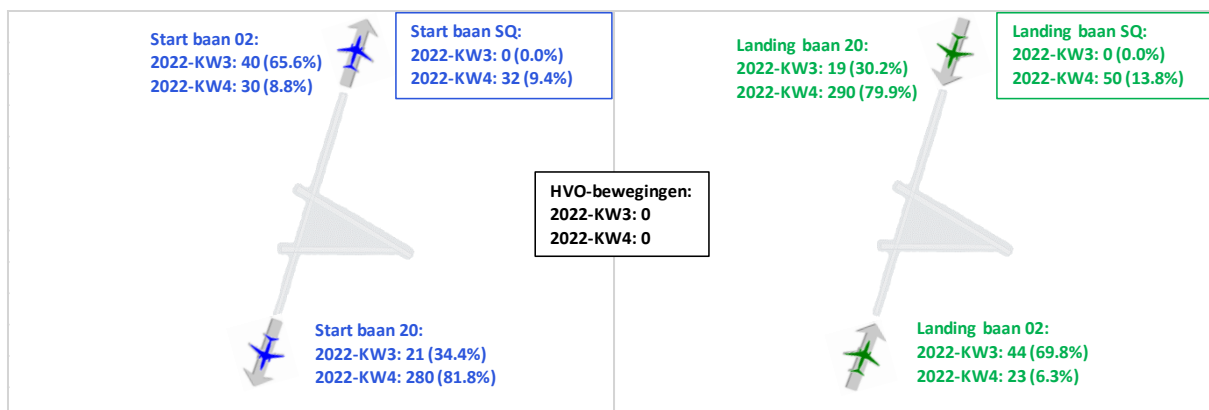 Start baan 02:
2022-KW3: 40 (65.6%)
2022-KW4: 30 (8.8%)
Start baan SQ:
2022-KW3: 0 (0.0%)
2022-KW4: 32 (9.4%)
Landing baan 20:
2022-KW3: 19 (30.2%)
2022-KW4: 290 (79.9%)
Landing baan SQ:
2022-KW3: 0 (0.0%)
2022-KW4: 50 (13.8%)
HVO-bewegingen:
2022-KW3: 0
2022-KW4: 0
Start baan 20:
2022-KW3: 21 (34.4%)
2022-KW4: 280 (81.8%)
Landing baan 02:
2022-KW3: 44 (69.8%)
2022-KW4: 23 (6.3%)